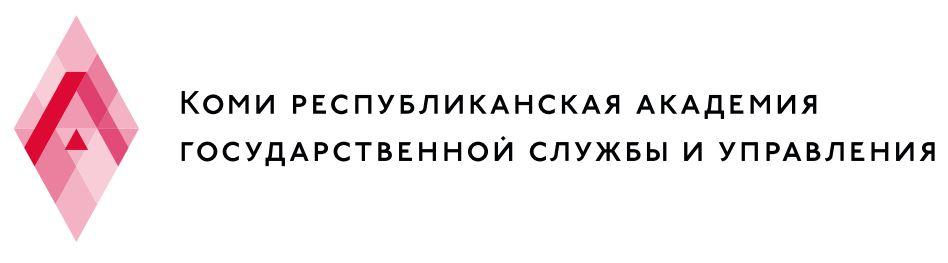 Коми республиканская академия
государственной службы и управления